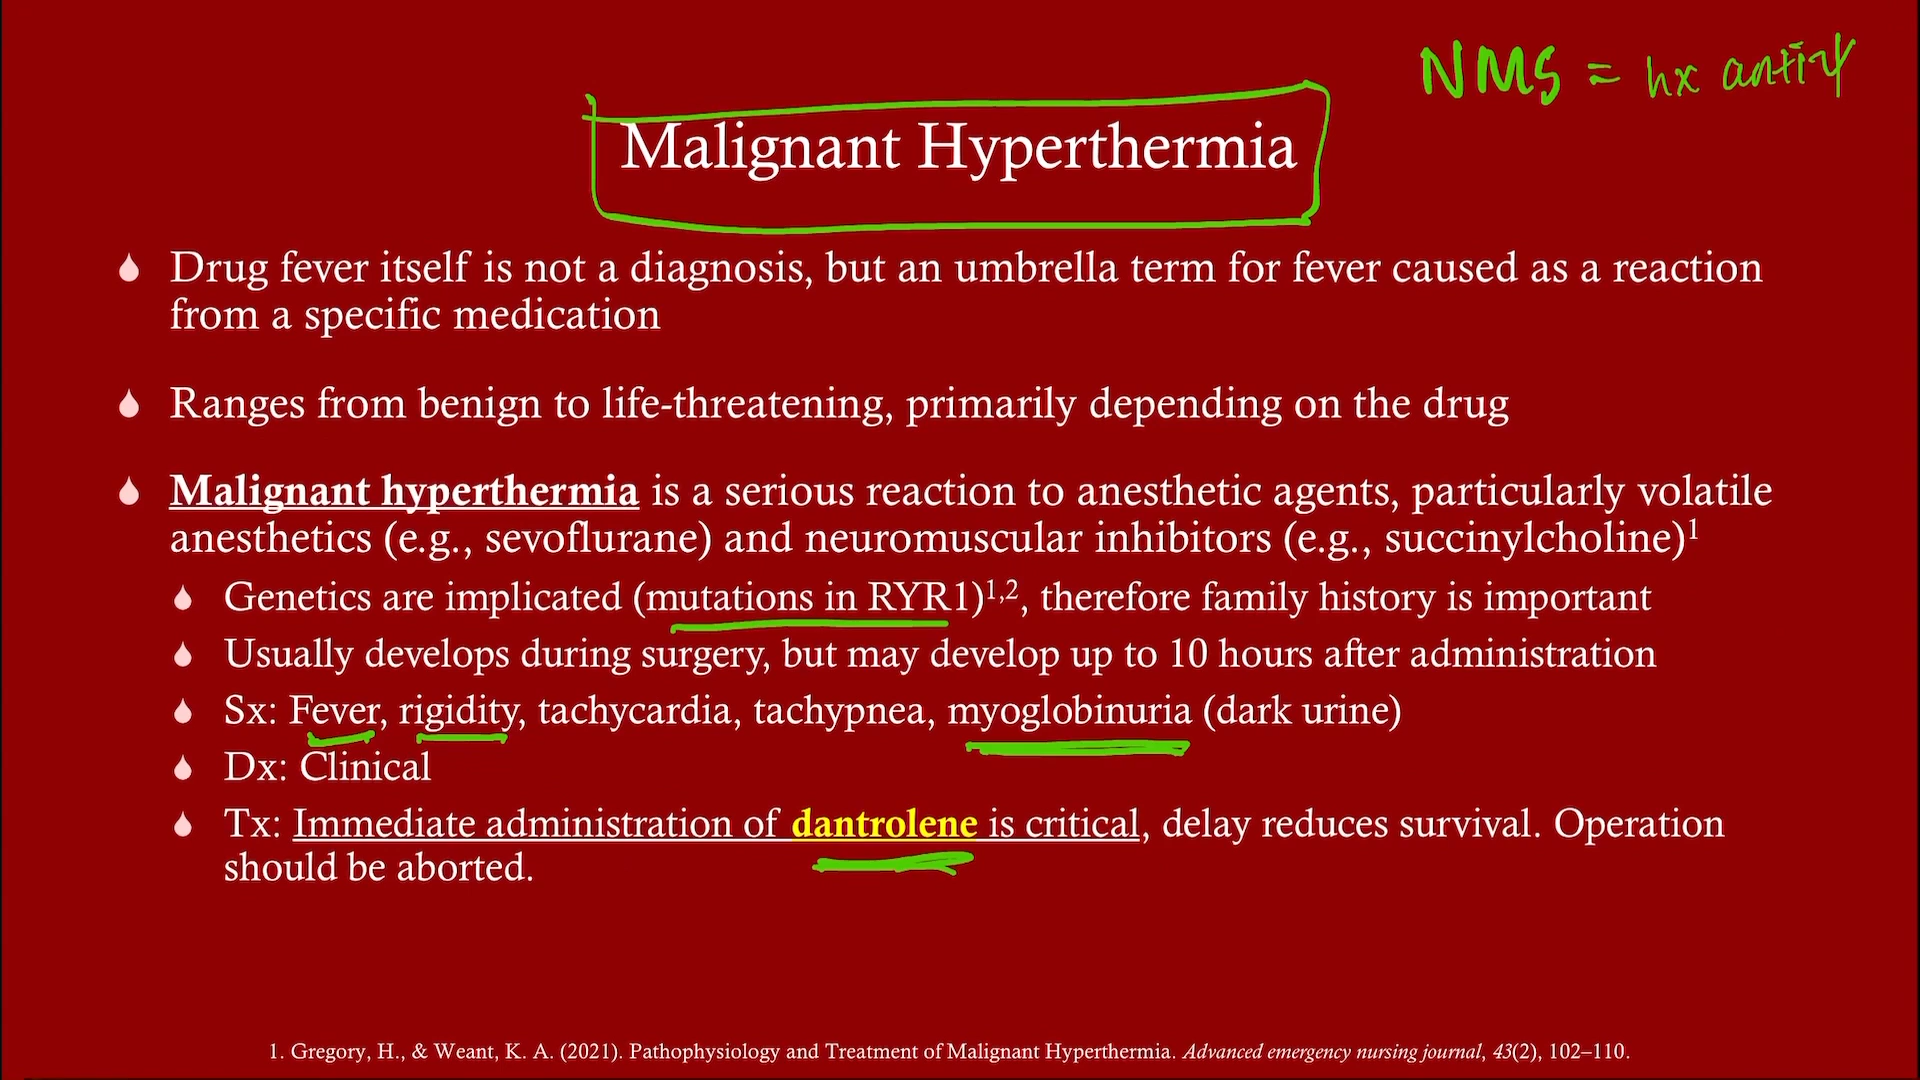 NMS = hx antiψ
Malignant Hyperthermia
Drug fever itself is not a diagnosis, but an umbrella term for fever caused as a reaction
from a specific medication
Ranges from benign to life-threatening, primarily depending on the drug
Malignant hyperthermia is a serious reaction to anesthetic agents, particularly volatile
anesthetics (e.g., sevoflurane) and neuromuscular inhibitors (e.g., succinylcholine)¹
Genetics are implicated (mutations in RYR1)¹,², therefore family history is important
Usually develops during surgery, but may develop up to 10 hours after administration
Sx: Fever, rigidity, tachycardia, tachypnea, myoglobinuria (dark urine)
Dx: Clinical
Tx: Immediate administration of dantrolene is critical, delay reduces survival. Operation
should be aborted.
1. Gregory, H., & Weant, K. A. (2021). Pathophysiology and Treatment of Malignant Hyperthermia. Advanced emergency nursing journal, 43(2), 102–110.